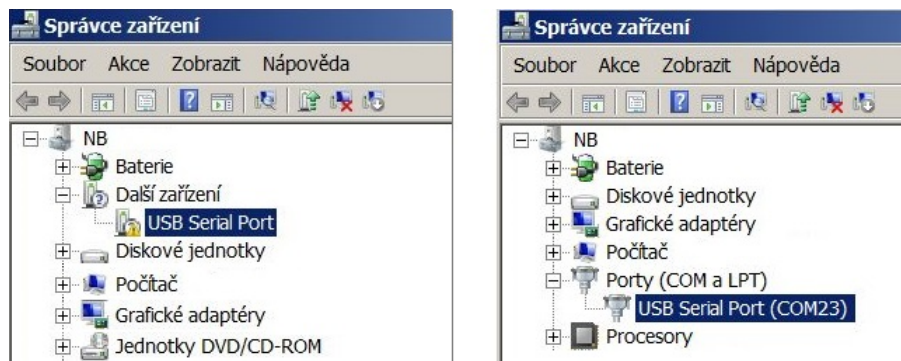 Správce zařízení
Soubor Akce Zobrazit Nápověda
NB
Baterie
Další zařízení
USB Serial Port
Diskové jednotky
Počítač
Grafické adaptéry
Jednotky DVD/CD-ROM
Správce zařízení
Soubor Akce Zobrazit Nápověda
NB
Baterie
Diskové jednotky
Grafické adaptéry
Počítač
Porty (COM a LPT)
USB Serial Port (COM23)
Procesory